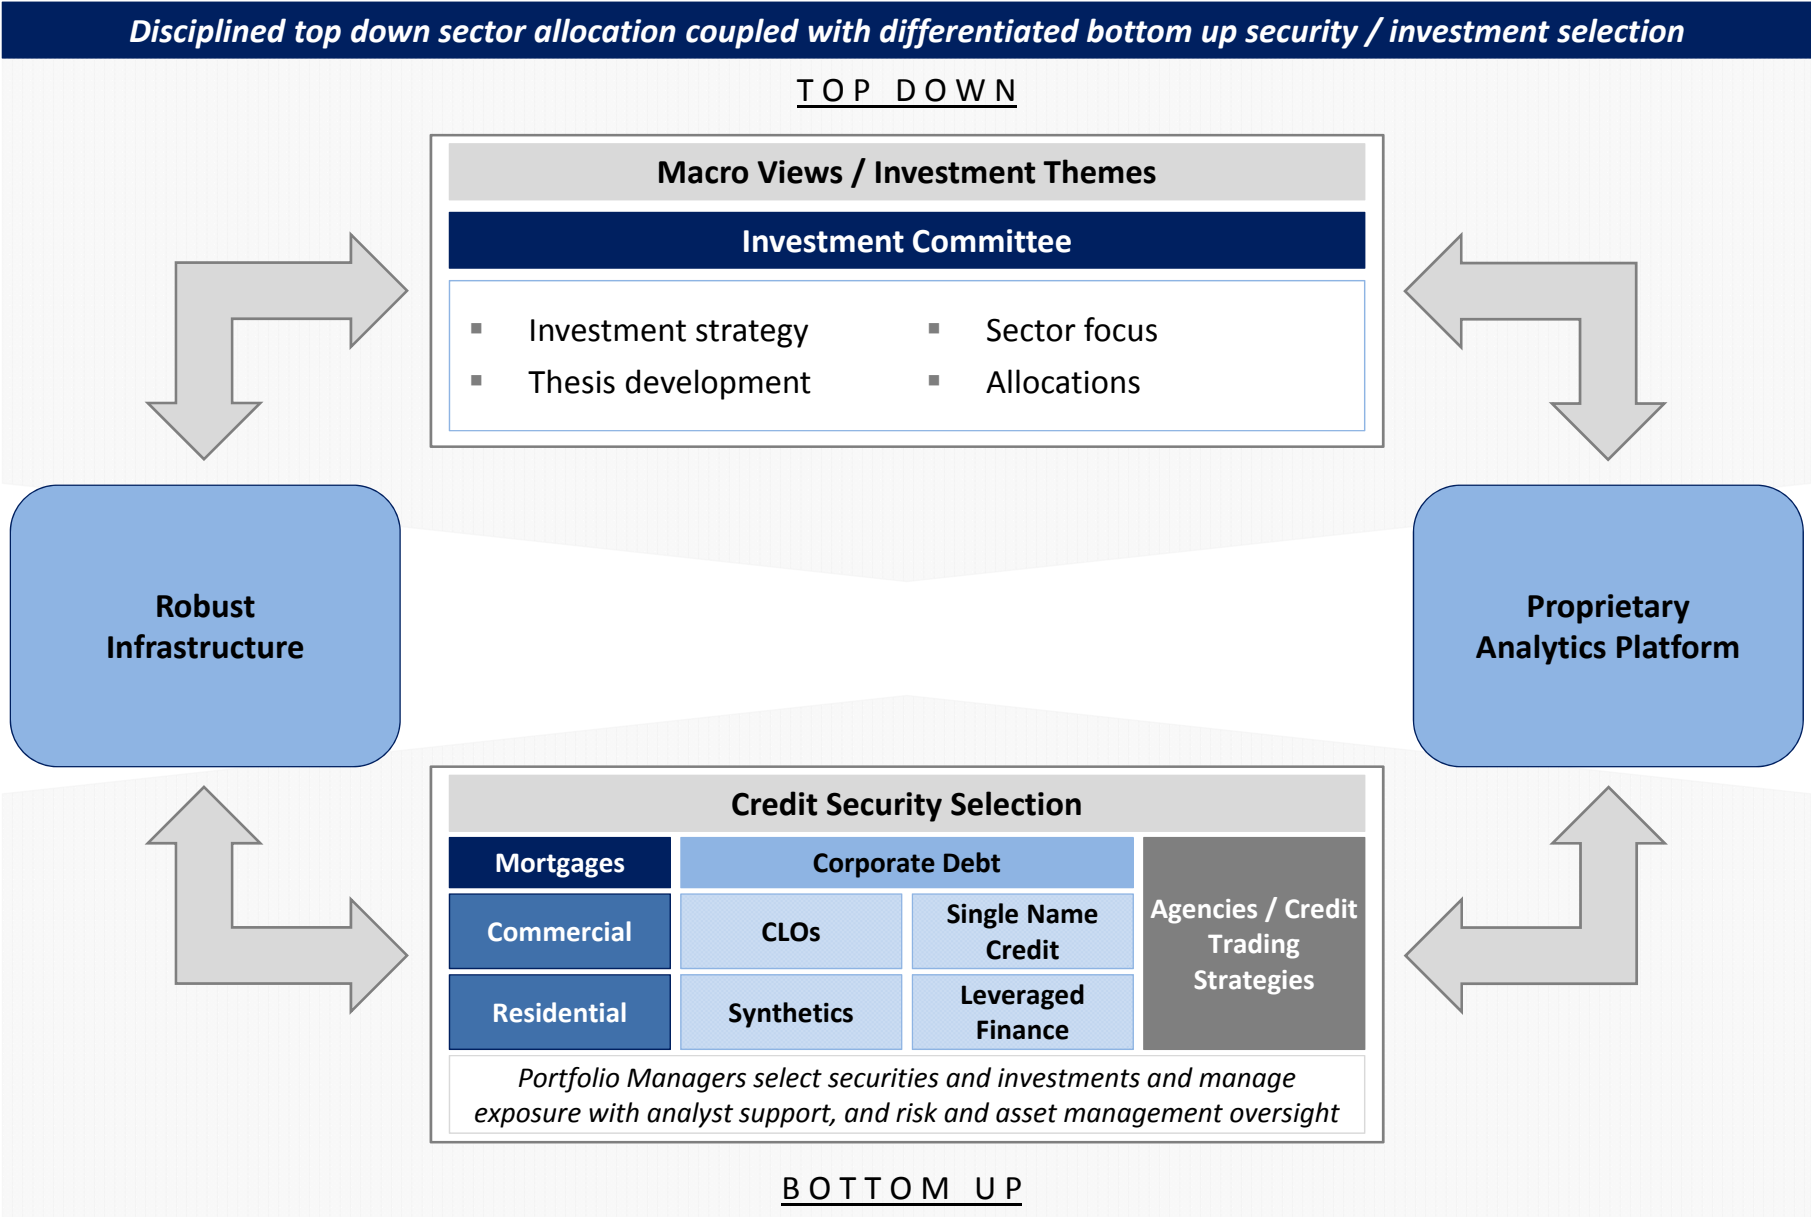 Disciplined top down sector allocation coupled with differentiated bottom up security / investment selection
TOP DOWN
Macro Views / Investment Themes
Investment Committee
▪ Investment strategy
▪ Thesis development
▪ Sector focus
▪ Allocations
Robust
Infrastructure
Proprietary
Analytics Platform
Credit Security Selection
Mortgages
Commercial
Residential
Corporate Debt
CLOs
Single Name
Credit
Synthetics
Leveraged
Finance
Agencies / Credit
Trading
Strategies
Portfolio Managers select securities and investments and manage
exposure with analyst support, and risk and asset management oversight
BOTTOM UP